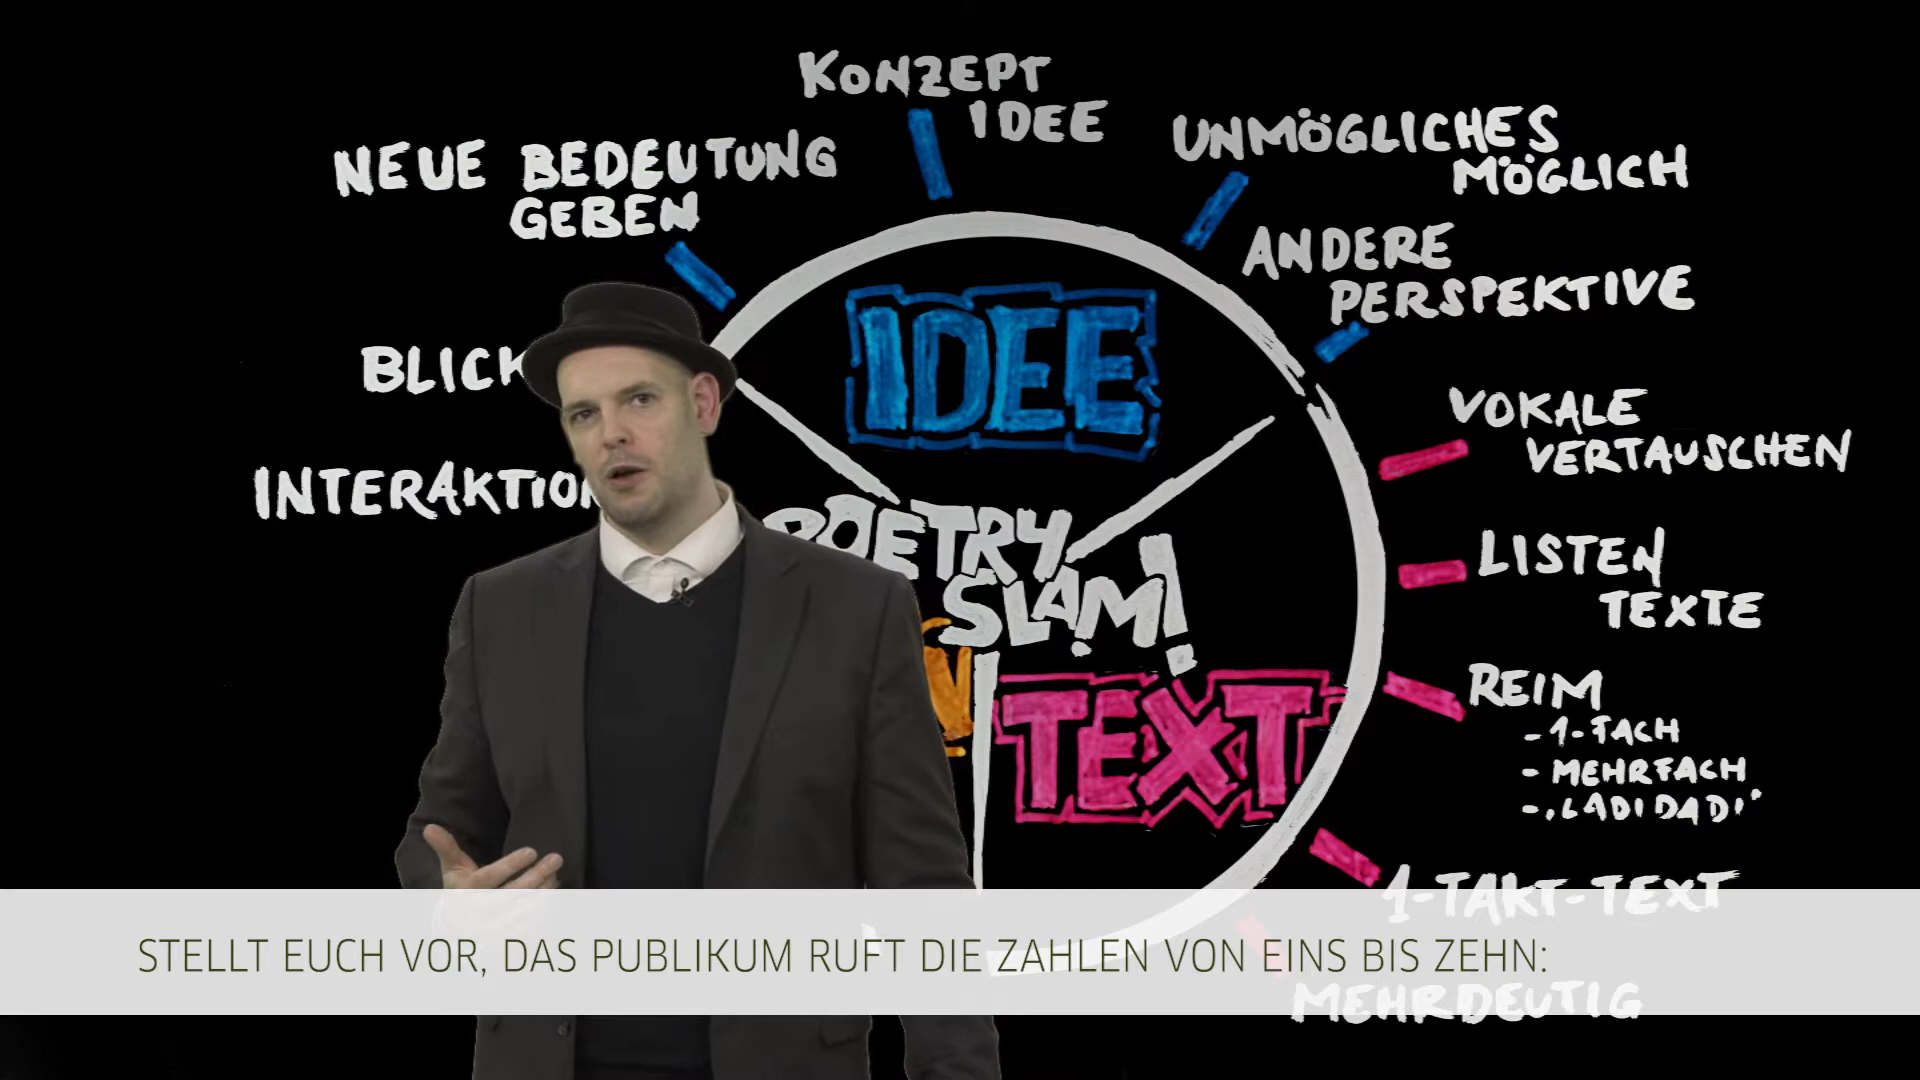 KONZEPT
IDEE
NEUE BEDEUTUNG
GEBEN
UNMÖGLICHES
MÖGLICH
ANDERE
PERSPEKTIVE
IDEE
BLICK
INTERAKTION
VOKALE
VERTAUSCHEN
POETRY
SLAM!
LISTEN
TEXTE
TEXT
REIM
- 1-FACH
- MEHRFACH
- 'LADIDADI'
1-TAKT-TEXT
STELLT EUCH VOR, DAS PUBLIKUM RUFT DIE ZAHLEN VON EINS BIS ZEHN:
MEHRDEUTIG